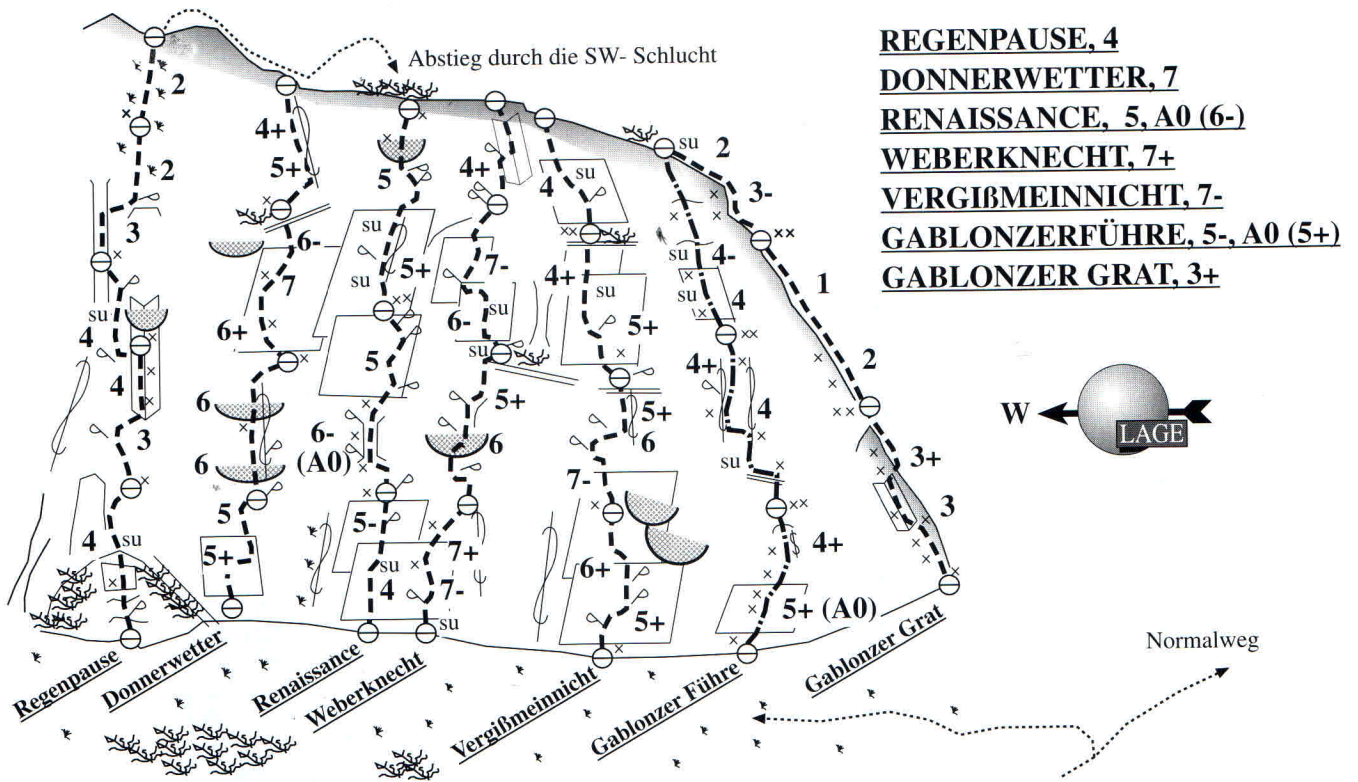 Abstieg durch die SW- Schlucht
REGENPAUSE, 4
DONNERWETTER, 7
RENAISSANCE, 5, A0 (6-)
WEBERKNECHT, 7+
VERGIßMEINNICHT, 7-
GABLONZERFÜHRE, 5-, A0 (5+)
GABLONZER GRAT, 3+
W
LAGE
2
2
3
su
4
4
3
4
su
4+
5+
6-
7
6+
6
6
5
5+
5
su
su
5+
5
6-
(A0)
5-
su
4
4+
7-
su
6-
su
5+
6
7+
7-
su
su
4
su
4+
su
5+
5+
6
7-
6+
5+
su
su
4-
su
4
4+
4
su
4+
5+ (A0)
2
3-
1
2
3+
3
Regenpause
Donnerwetter
Renaissance
Weberknecht
Vergißmeinnicht
Gablonzer Führe
Gablonzer Grat
Normalweg